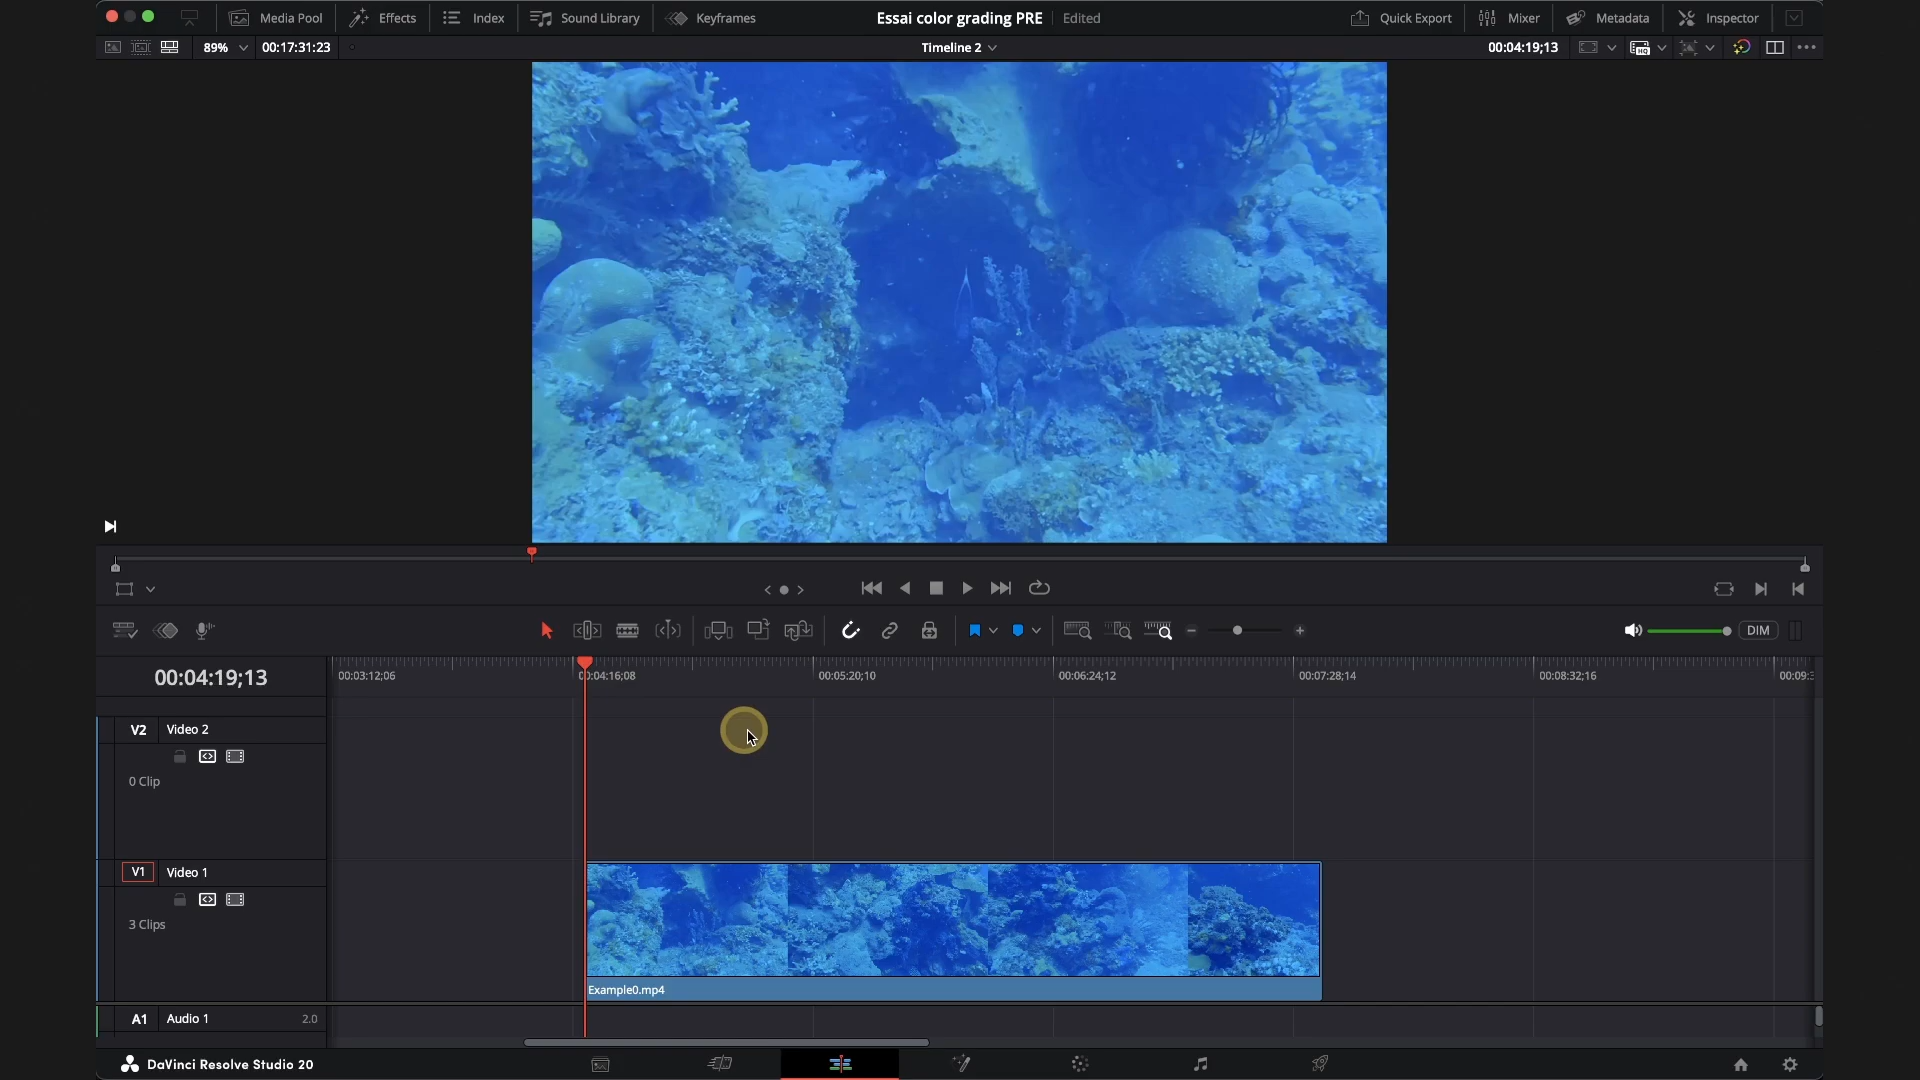 Media Pool Effects Index Sound Library Keyframes Essai color grading PRE Edited Quick Export Mixer Metadata Inspector
89% 00:17:31:23 Timeline 2 00:04:19;13
HQ
DIM
00:04:19;13 00:03:12;06 00:04:16;08 00:05:20;10 00:06:24;12 00:07:28;14 00:08:32;16
V2 Video 2
0 Clip
V1 Video 1
3 Clips
Example0.mp4
A1 Audio 1 2.0
DaVinci Resolve Studio 20